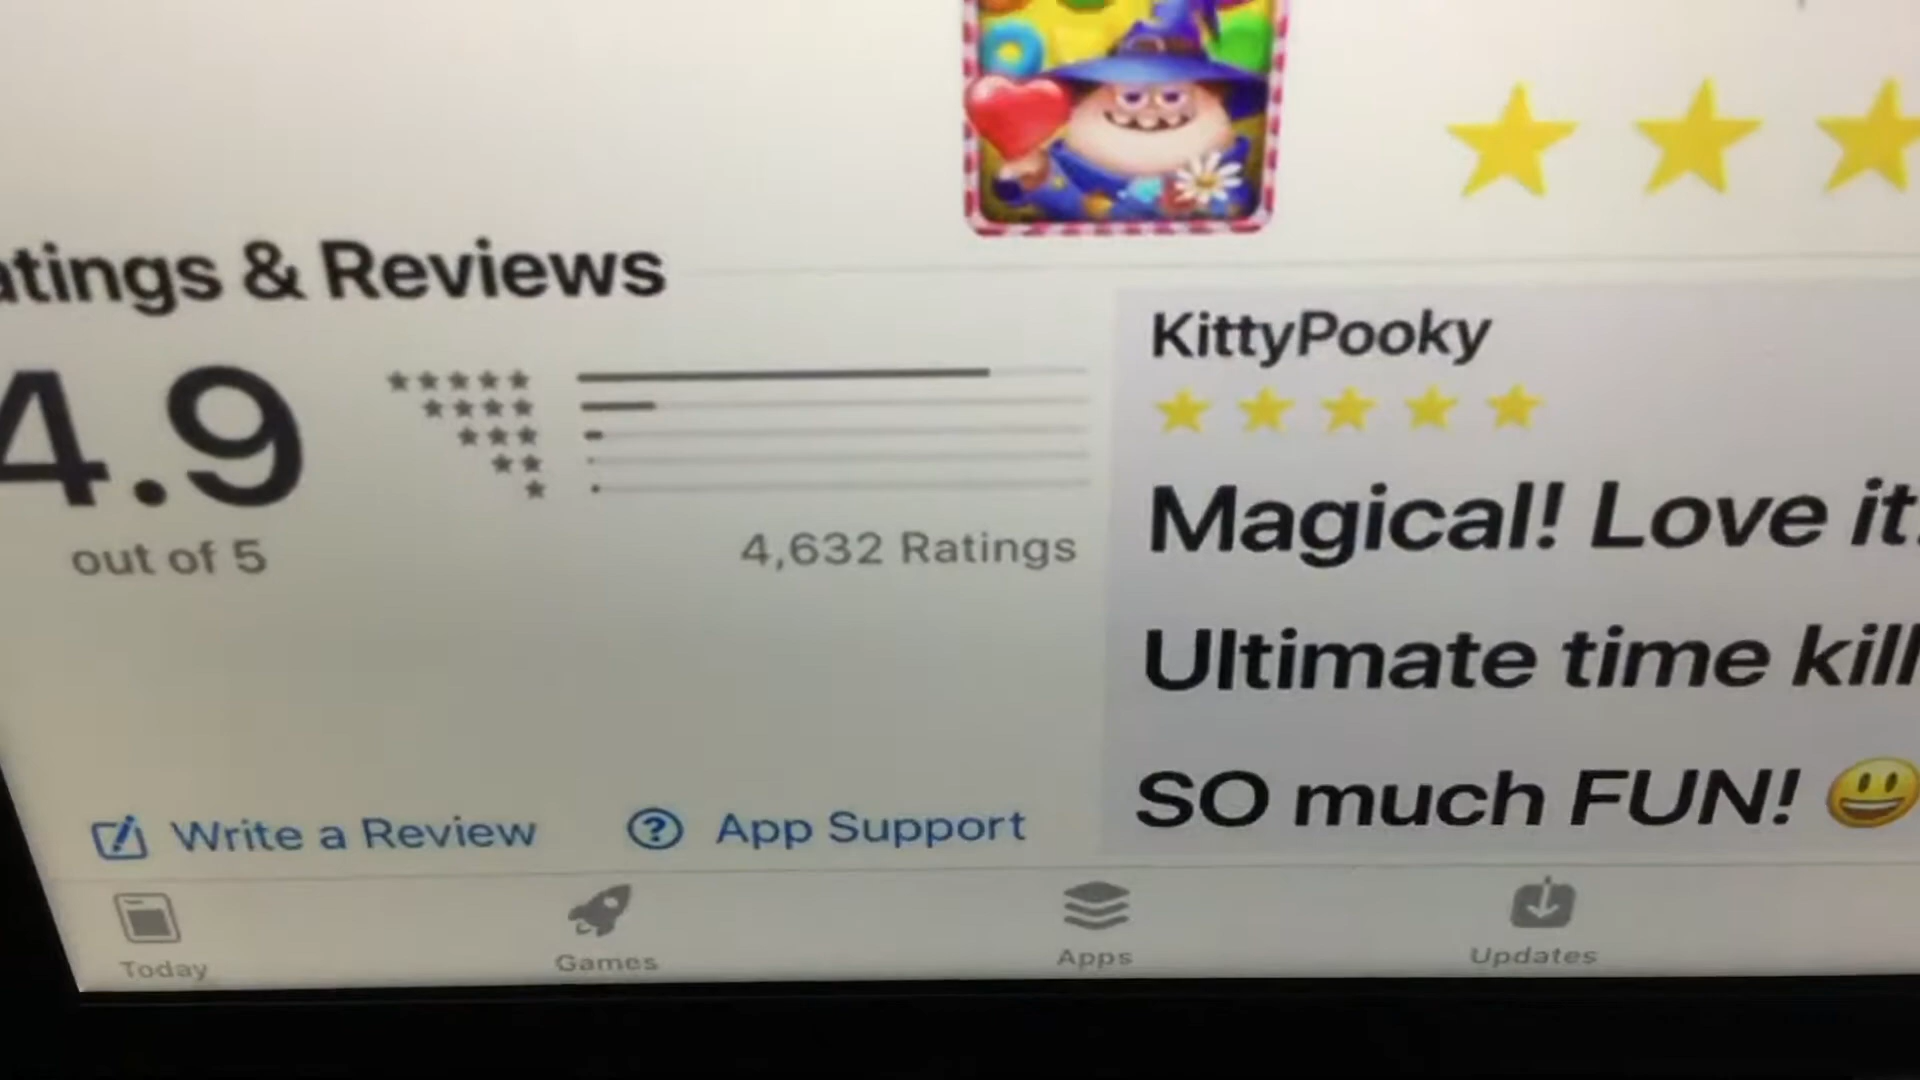 atings & Reviews
4.9
out of 5
4,632 Ratings
Write a Review
App Support
KittyPooky
Magical! Love it!
Ultimate time kill
SO much FUN! 😃
Today
Games
Apps
Updates